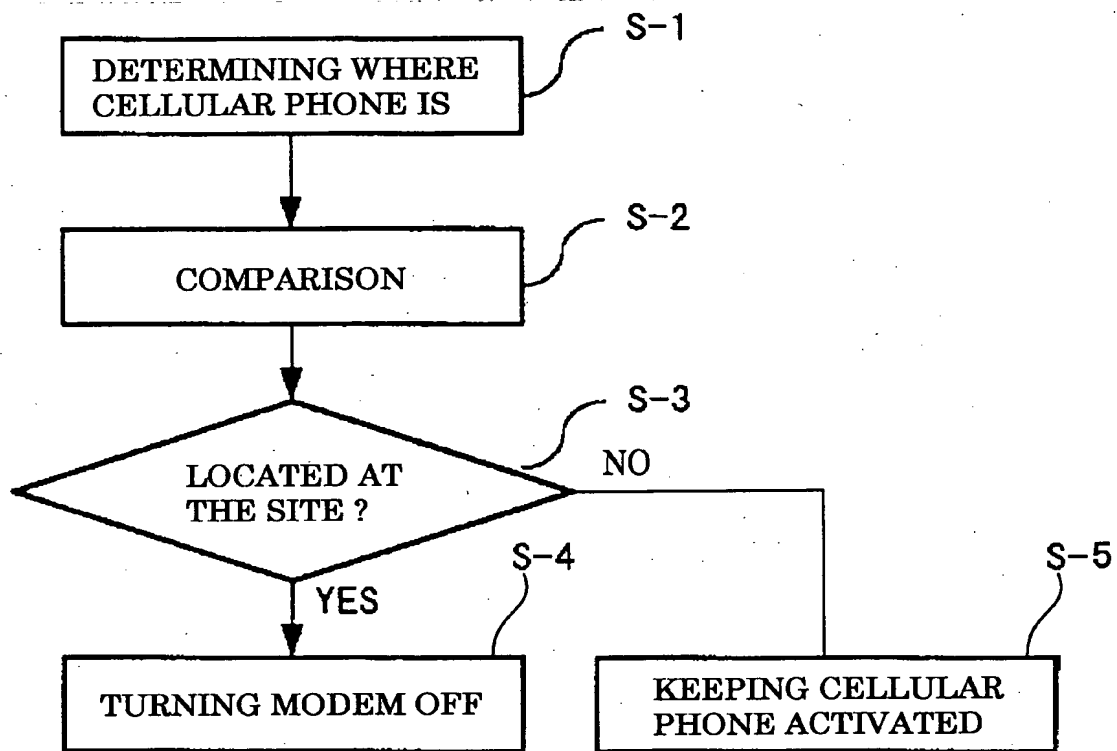 S-1
DETERMINING WHERE
CELLULAR PHONE IS
S-2
COMPARISON
S-3
LOCATED AT
THE SITE ?
NO
YES
S-4
TURNING MODEM OFF
S-5
KEEPING CELLULAR
PHONE ACTIVATED